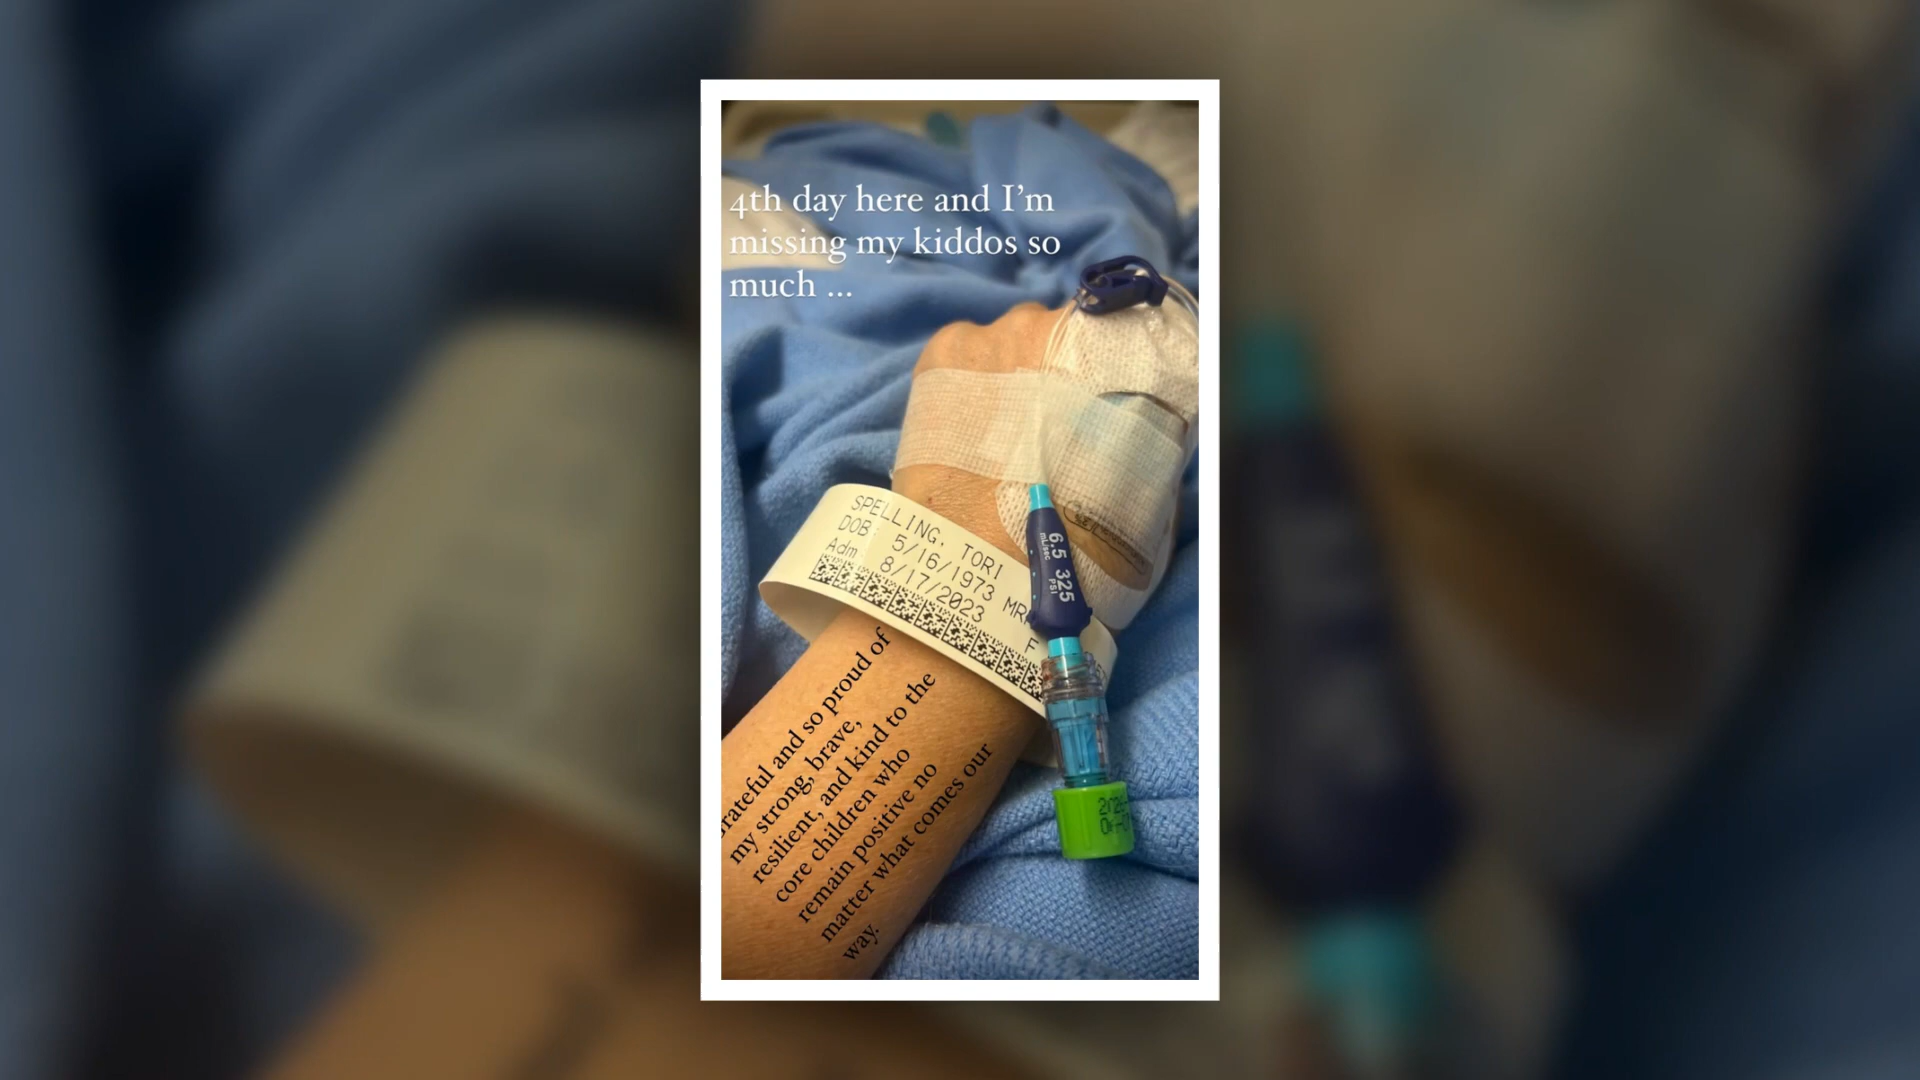 4th day here and I'm
missing my kiddos so
much ...
SPELLING, TORI
DOB 5/16/1973 MR
Adm 8/17/2023 F
6.5 325
mL/sec PSI
my strong, brave,
and so proud of
resilient, and kind to the
core children who
remain positive no
matter what comes our
way.